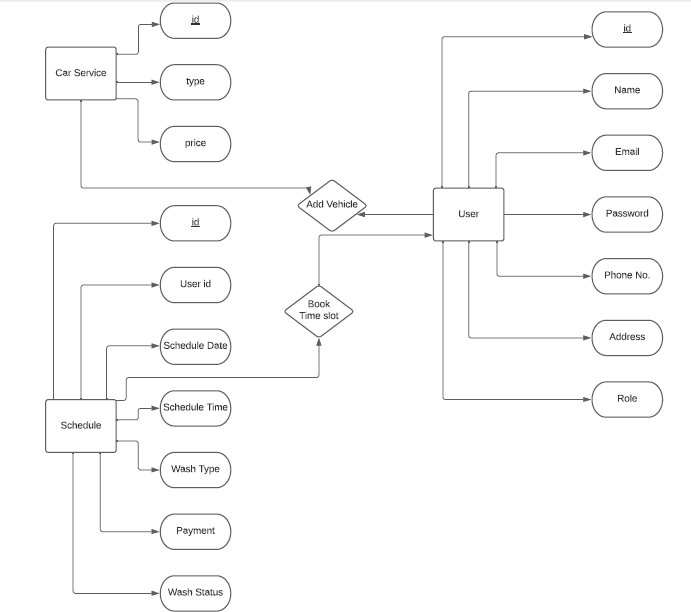 id
Car Service
type
price
id
User id
Schedule Date
Schedule Time
Schedule
Wash Type
Payment
Wash Status
Add Vehicle
Book
Time slot
User
id
Name
Email
Password
Phone No.
Address
Role